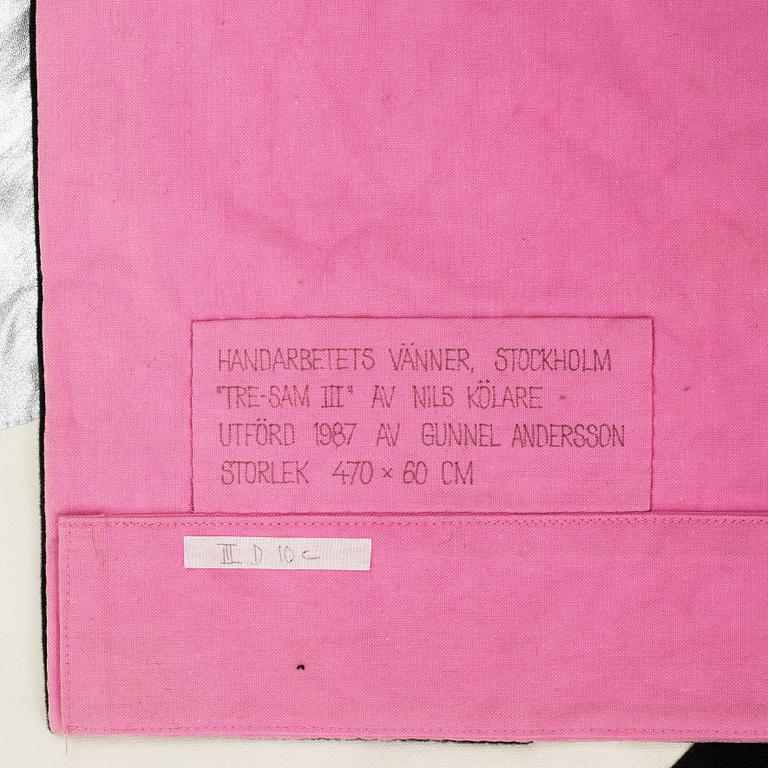 HANDARBETETS VÄNNER, STOCKHOLM
"TRE-SAM III" AV NILS KÖLARE
UTFÖRD 1987 AV GUNNEL ANDERSSON
STORLEK 470 × 60 CM
III D 10 C